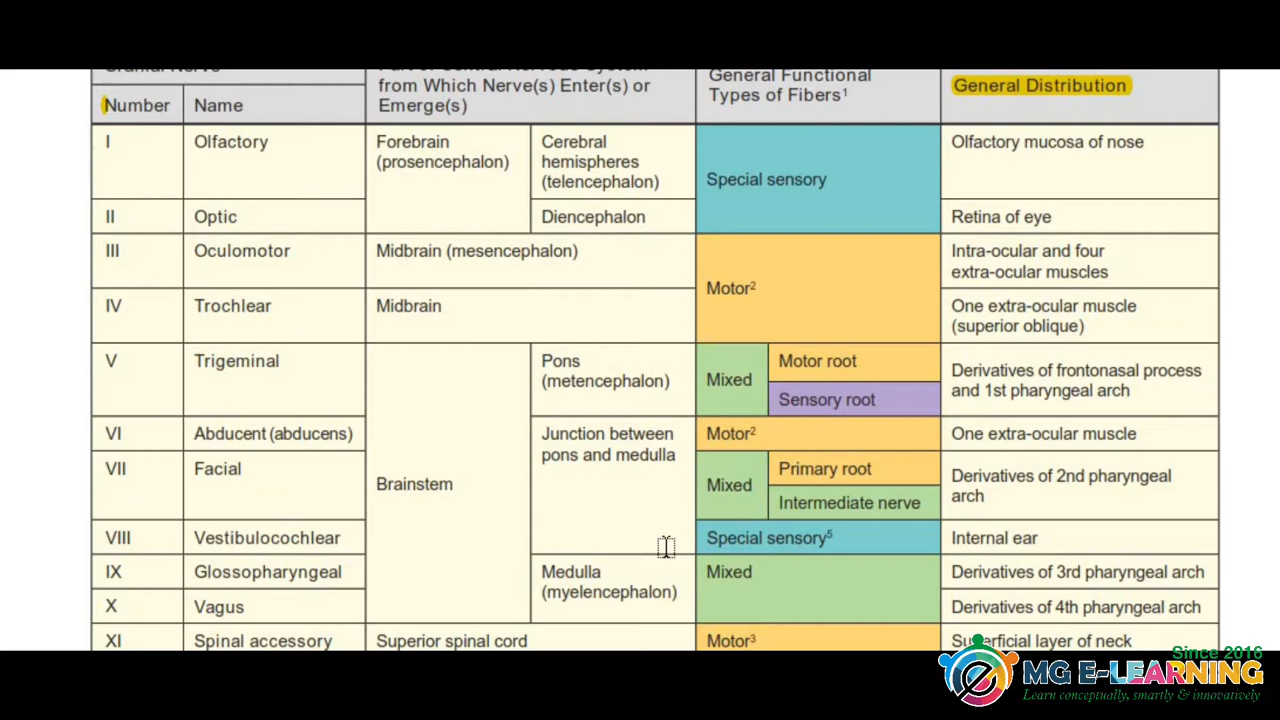 Cranial Nerve
from Which Nerve(s) Enter(s) or
Emerge(s)
General Functional
Types of Fibers¹
General Distribution
Number
Name
I
Olfactory
Forebrain
(prosencephalon)
Cerebral
hemispheres
(telencephalon)
Special sensory
Olfactory mucosa of nose
II
Optic
Diencephalon
Retina of eye
III
Oculomotor
Midbrain (mesencephalon)
Motor²
Intra-ocular and four
extra-ocular muscles
IV
Trochlear
Midbrain
One extra-ocular muscle
(superior oblique)
V
Trigeminal
Brainstem
Pons
(metencephalon)
Mixed
Motor root
Sensory root
Derivatives of frontonasal process
and 1st pharyngeal arch
VI
Abducent (abducens)
Junction between
pons and medulla
Motor²
One extra-ocular muscle
VII
Facial
Mixed
Primary root
Intermediate nerve
Derivatives of 2nd pharyngeal
arch
VIII
Vestibulocochlear
Special sensory⁵
Internal ear
IX
Glossopharyngeal
Medulla
(myelencephalon)
Mixed
Derivatives of 3rd pharyngeal arch
X
Vagus
Derivatives of 4th pharyngeal arch
XI
Spinal accessory
Superior spinal cord
Motor³
Superficial layer of neck
Since 2016
MG E-LEARNING
Learn conceptually, smartly & innovatively